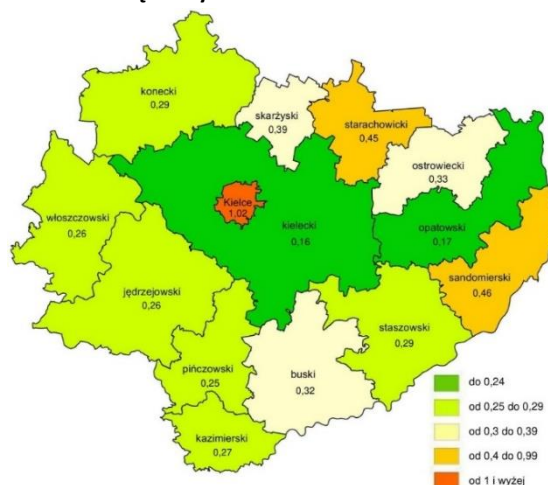 konecki
0,29
skarżyski
0,39
starachowicki
0,45
ostrowiecki
0,33
Kielce
1,02
włoszczowski
0,26
kielecki
0,16
opatowski
0,17
sandomierski
0,46
jędrzejowski
0,26
staszowski
0,29
pińczowski
0,25
buski
0,32
kazimierski
0,27
do 0,24
od 0,25 do 0,29
od 0,3 do 0,39
od 0,4 do 0,99
od 1 i wyżej